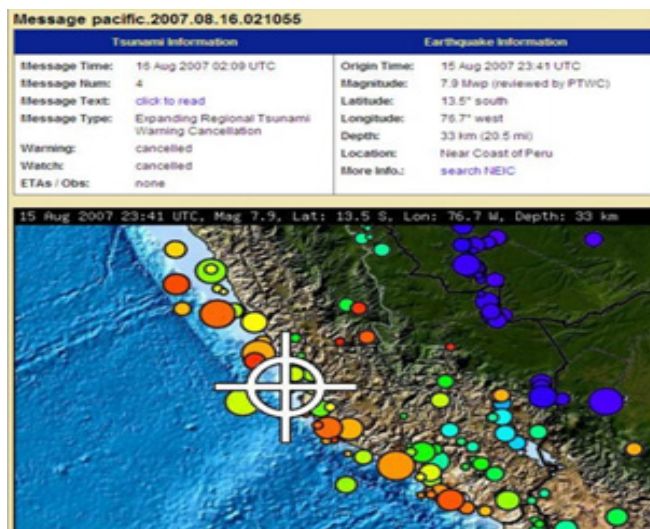 Message pacific.2007.08.16.021055
Tsunami Information
Message Time: 16 Aug 2007 02:09 UTC
Message Num: 4
Message Text: click to read
Message Type: Expanding Regional Tsunami
Warning Cancellation
Warning: cancelled
Watch: cancelled
ETAs / Obs: none
Earthquake Information
Origin Time: 15 Aug 2007 23:41 UTC
Magnitude: 7.9 Mwp (reviewed by PTWC)
Latitude: 13.5° south
Longitude: 76.7° west
Depth: 33 km (20.5 mi)
Location: Near Coast of Peru
More Info.: search NEIC
15 Aug 2007 23:41 UTC, Mag 7.9, Lat: 13.5 S, Lon: 76.7 W, Depth: 33 km